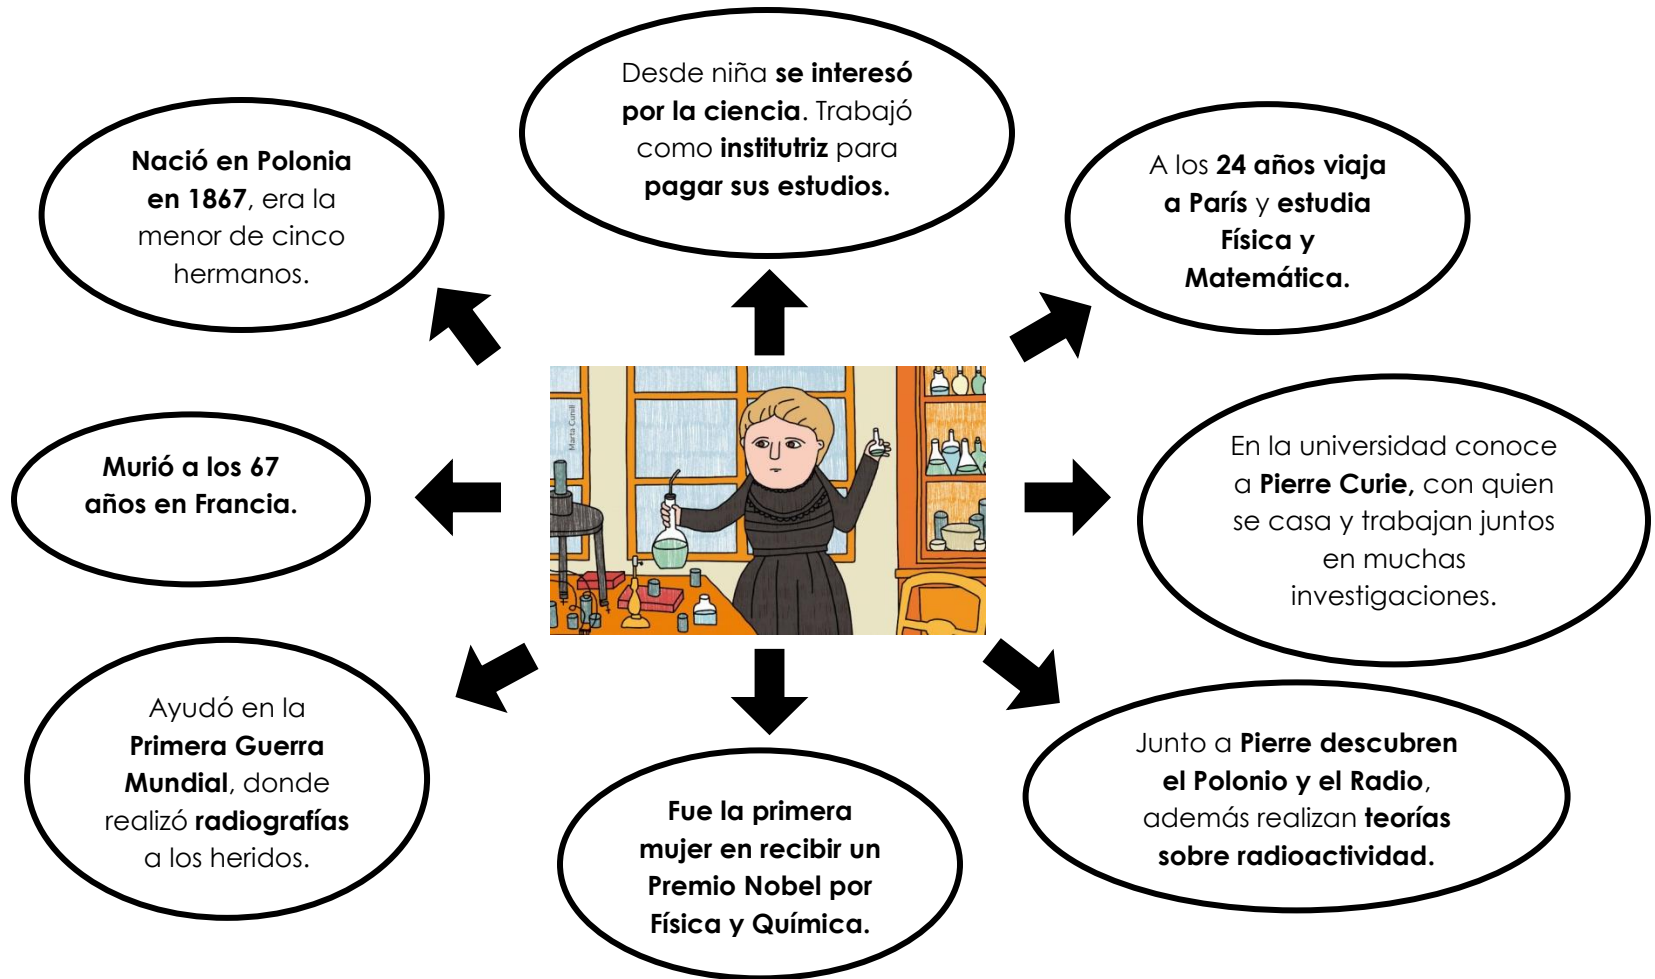 Desde niña se interesó
por la ciencia. Trabajó
como institutriz para
pagar sus estudios.
Nació en Polonia
en 1867, era la
menor de cinco
hermanos.
A los 24 años viaja
a París y estudia
Física y
Matemática.
Murió a los 67
años en Francia.
Marta Cunill
En la universidad conoce
a Pierre Curie, con quien
se casa y trabajan juntos
en muchas
investigaciones.
Ayudó en la
Primera Guerra
Mundial, donde
realizó radiografías
a los heridos.
Fue la primera
mujer en recibir un
Premio Nobel por
Física y Química.
Junto a Pierre descubren
el Polonio y el Radio,
además realizan teorías
sobre radioactividad.